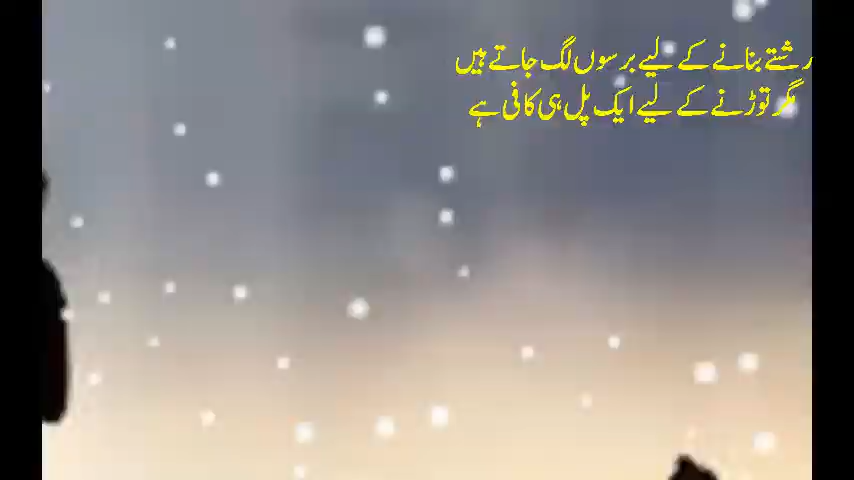 رشتے بنانے کے لیے برسوں لگ جاتے ہیں
مگر توڑنے کے لیے ایک پل ہی کافی ہے